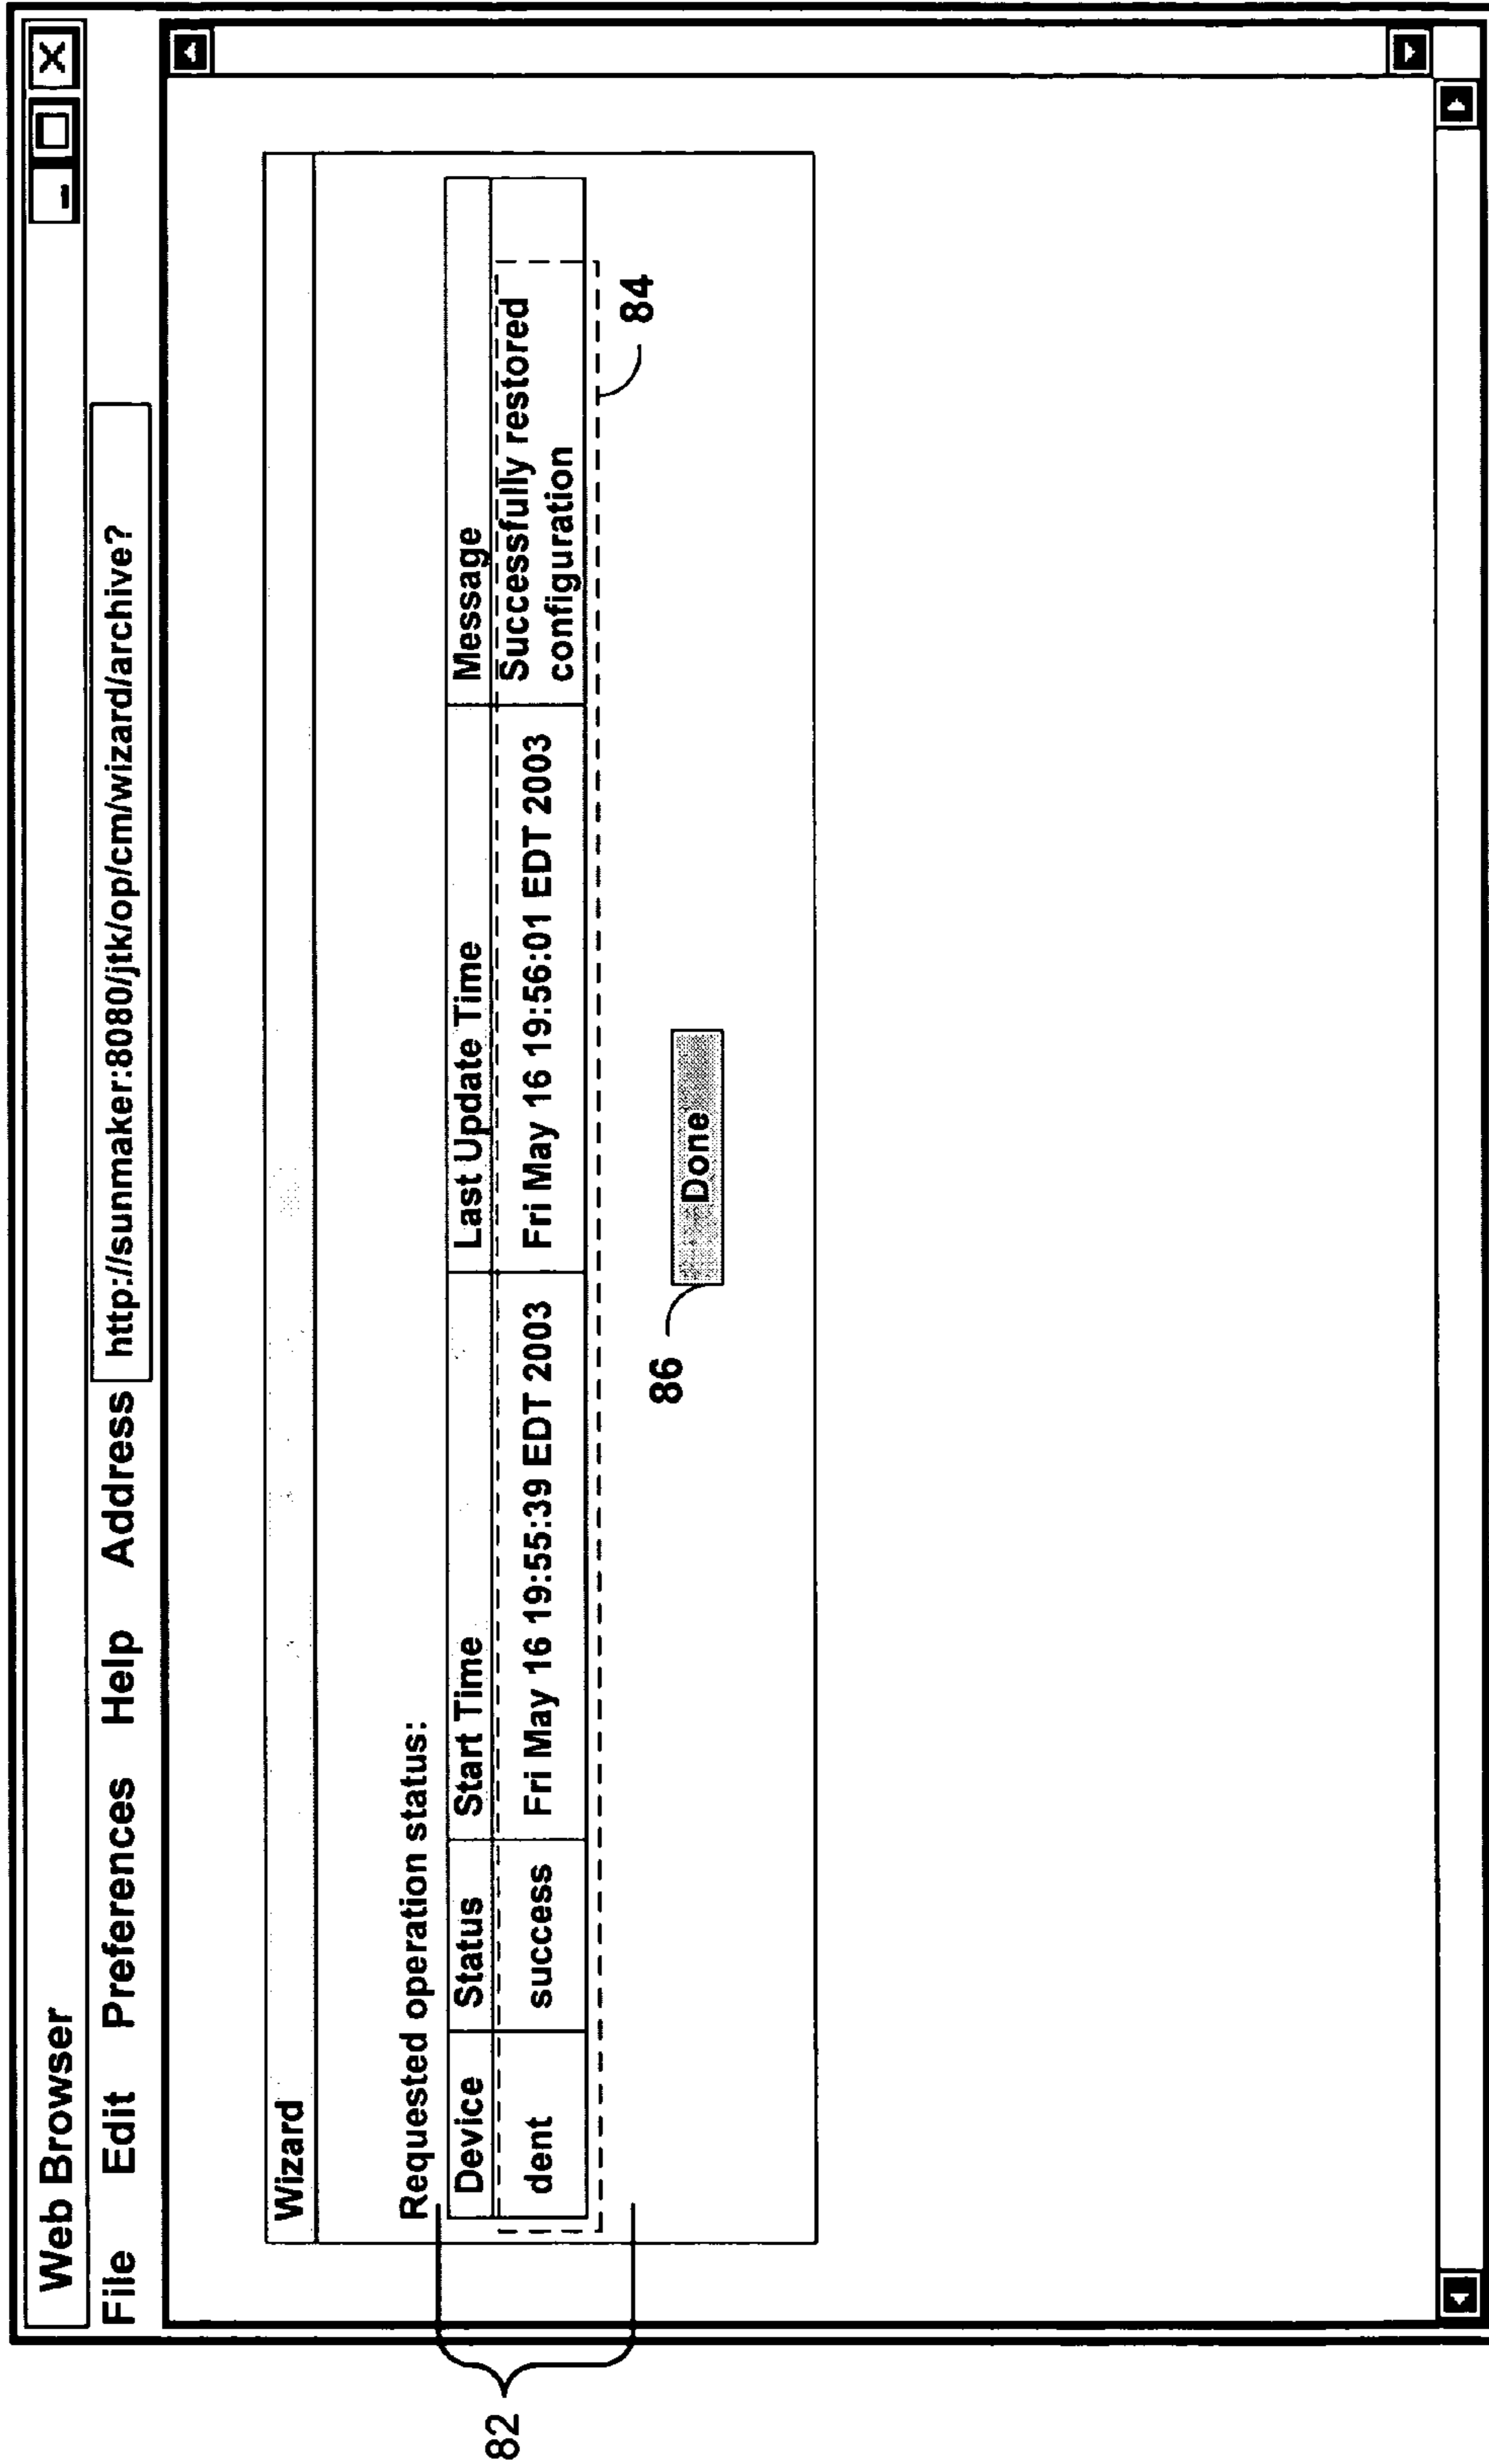 Web Browser
File Edit Preferences Help Address http://sunmaker:8080/jtk/op/cm/wizard/archive?
Wizard
Requested operation status:
Device Status Start Time Last Update Time Message
dent success Fri May 16 19:55:39 EDT 2003 Fri May 16 19:56:01 EDT 2003 Successfully restored
configuration
82
84
86
Done